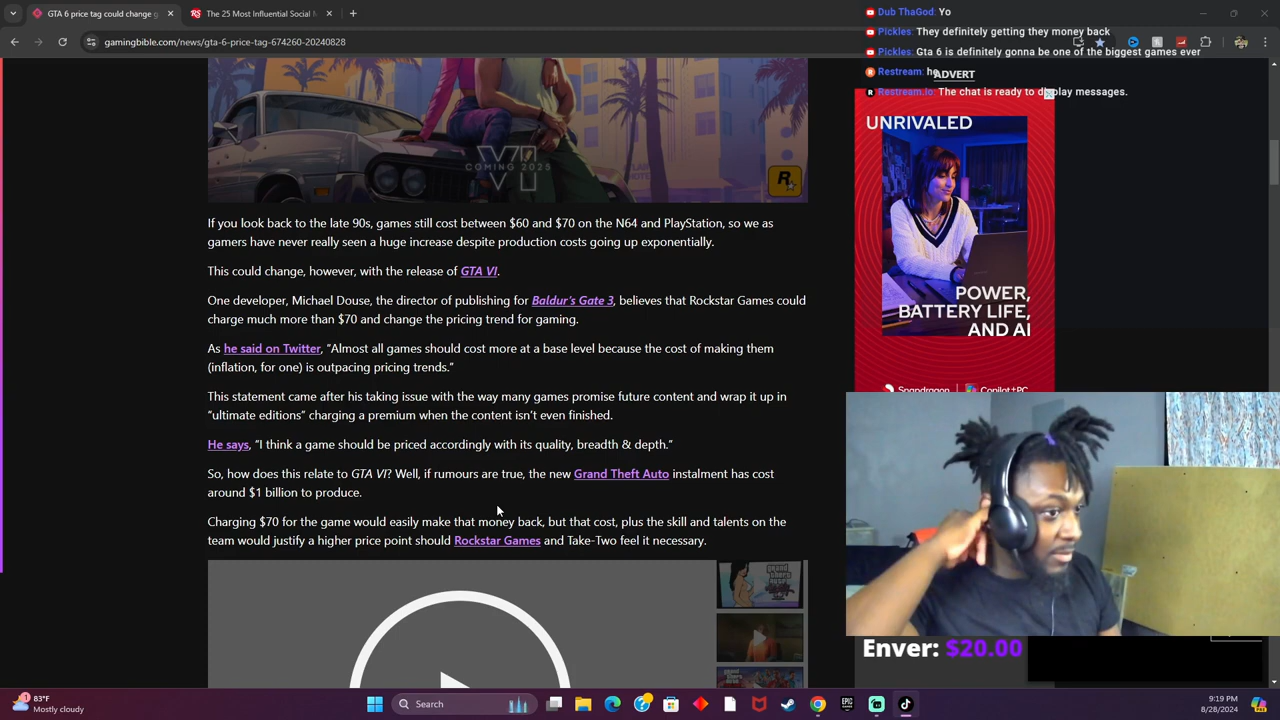 GTA 6 price tag could change g
The 25 Most Influential Social M
gamingbible.com/news/gta-6-price-tag-674260-20240828
Dub ThaGod: Yo
Pickles: They definitely getting they money back
Pickles: Gta 6 is definitely gonna be one of the biggest games ever
Restream: he
Restream.Io: The chat is ready to display messages.
ADVERT
VI
COMING 2025
R
If you look back to the late 90s, games still cost between $60 and $70 on the N64 and PlayStation, so we as
gamers have never really seen a huge increase despite production costs going up exponentially.
This could change, however, with the release of GTA VI.
One developer, Michael Douse, the director of publishing for Baldur’s Gate 3, believes that Rockstar Games could
charge much more than $70 and change the pricing trend for gaming.
As he said on Twitter, “Almost all games should cost more at a base level because the cost of making them
(inflation, for one) is outpacing pricing trends.”
This statement came after his taking issue with the way many games promise future content and wrap it up in
“ultimate editions” charging a premium when the content isn’t even finished.
He says, “I think a game should be priced accordingly with its quality, breadth & depth.”
So, how does this relate to GTA VI? Well, if rumours are true, the new Grand Theft Auto instalment has cost
around $1 billion to produce.
Charging $70 for the game would easily make that money back, but that cost, plus the skill and talents on the
team would justify a higher price point should Rockstar Games and Take-Two feel it necessary.
UNRIVALED
POWER,
BATTERY LIFE,
AND AI
Snapdragon
Copilot+PC
Enver: $20.00
83°F
Mostly cloudy
Search
9:19 PM
8/28/2024